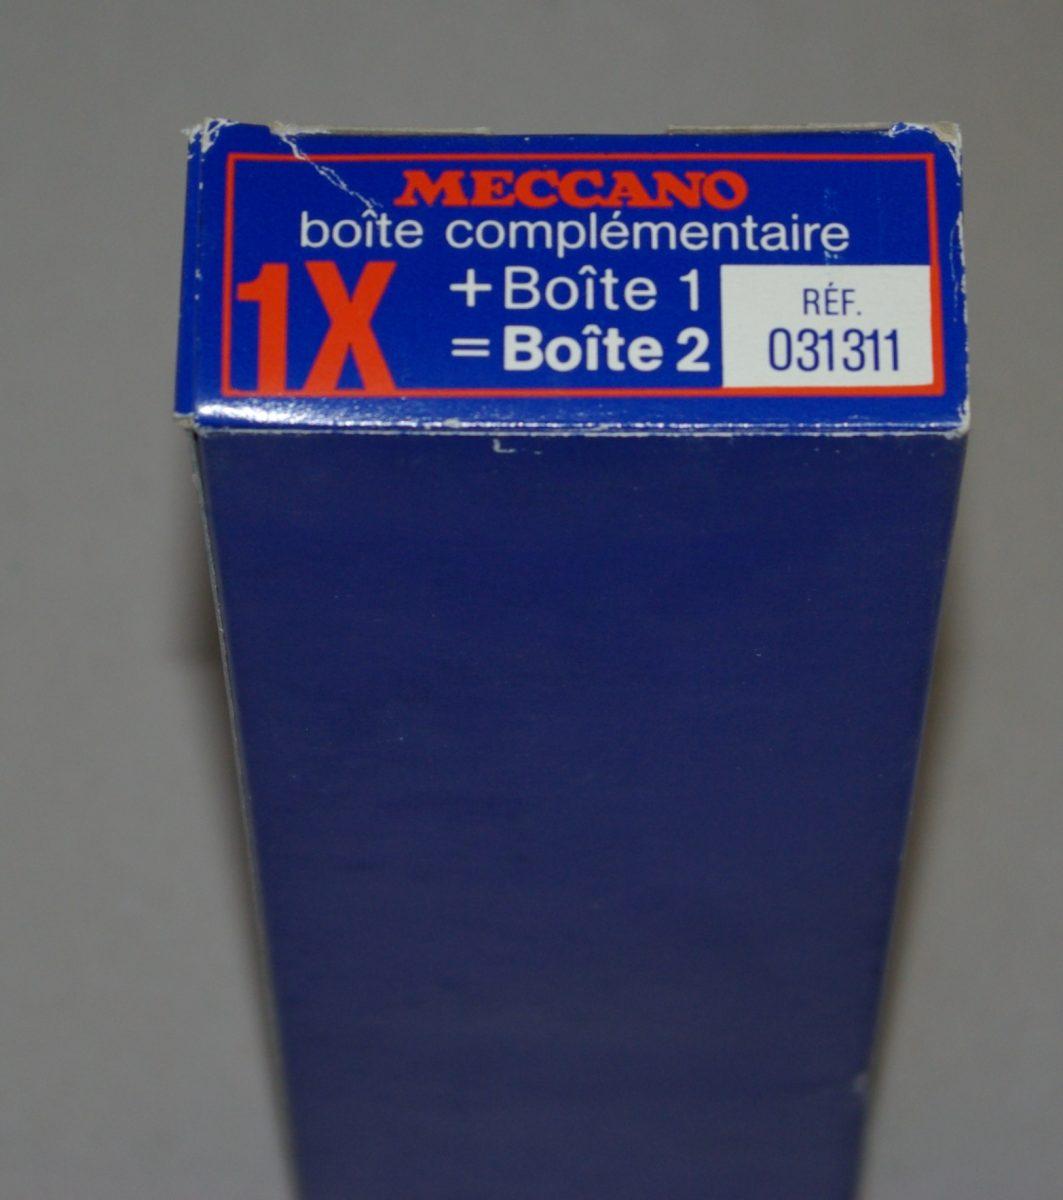 MECCANO
boîte complémentaire
1X
+ Boîte 1
= Boîte 2
RÉF.
031311